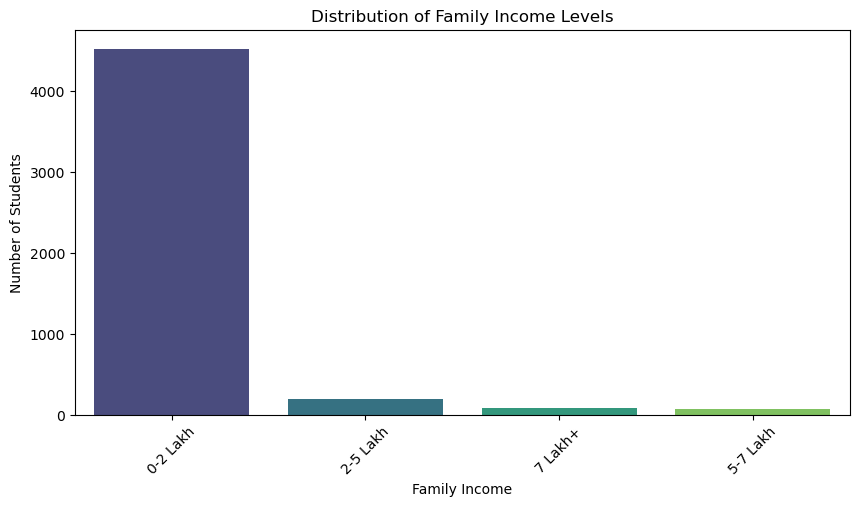 Distribution of Family Income Levels
Number of Students
4000
3000
2000
1000
0
0-2 Lakh
2-5 Lakh
7 Lakh+
5-7 Lakh
Family Income